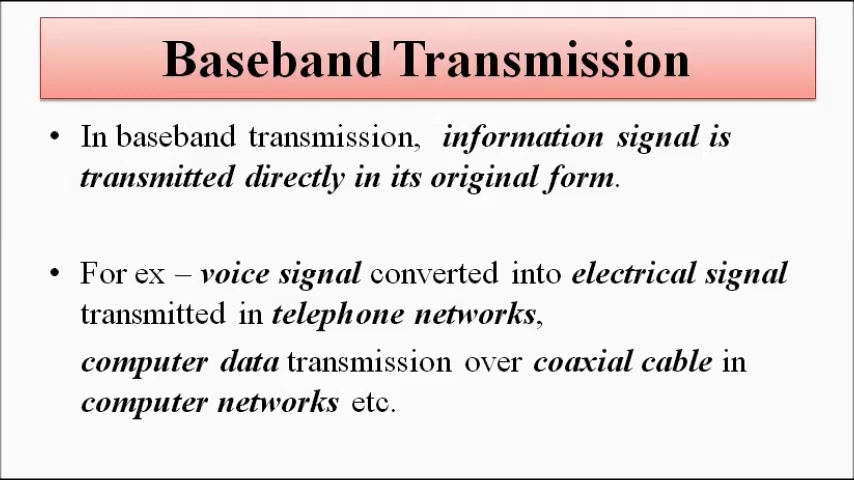 Baseband Transmission
• In baseband transmission, information signal is
transmitted directly in its original form.
• For ex – voice signal converted into electrical signal
transmitted in telephone networks,
computer data transmission over coaxial cable in
computer networks etc.